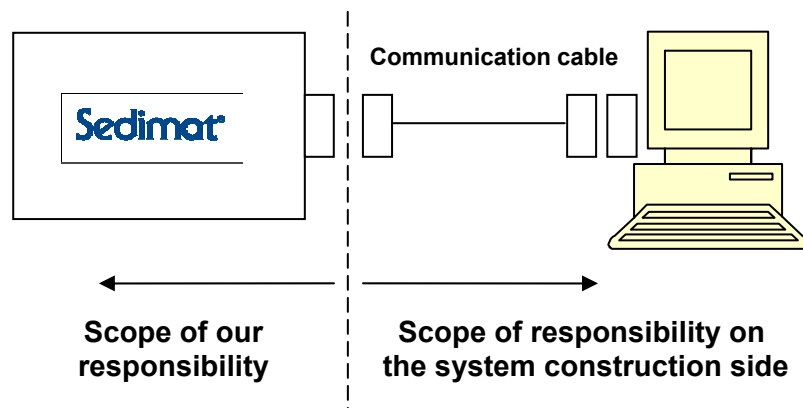 Communication cable
Sedimat
Scope of our
responsibility
Scope of responsibility on
the system construction side